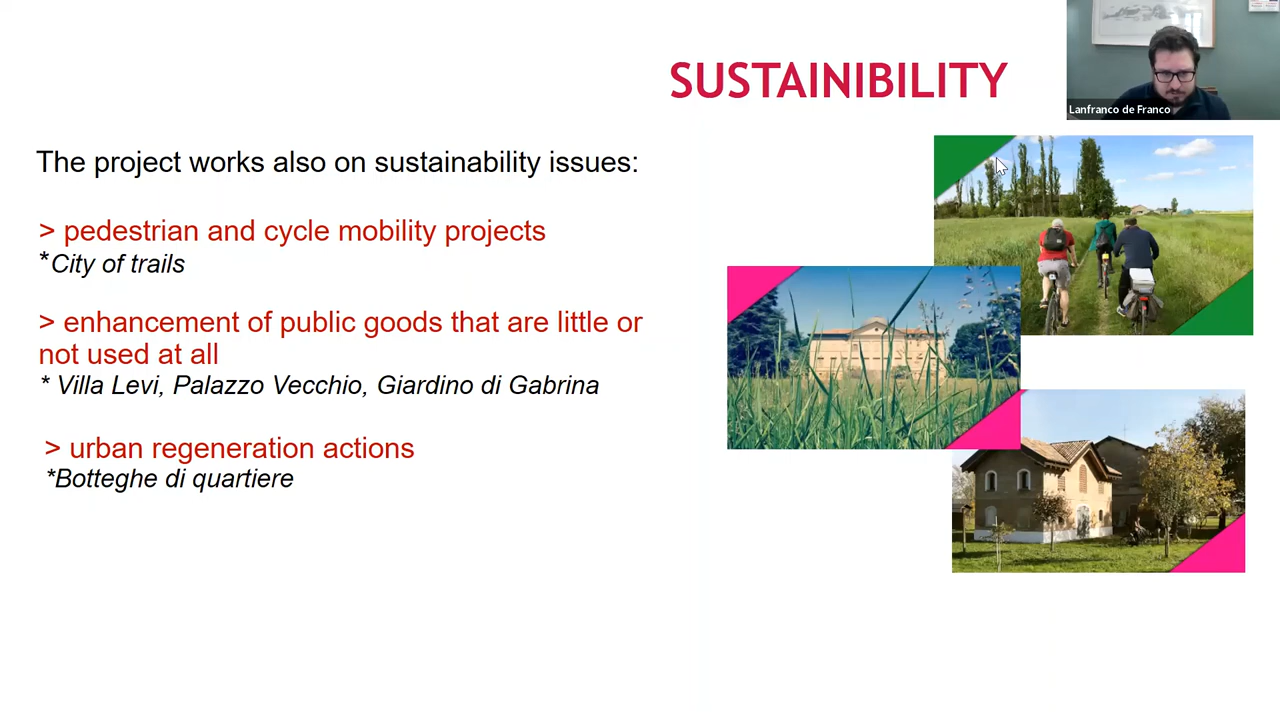 SUSTAINIBILITY
Lanfranco de Franco
The project works also on sustainability issues:
> pedestrian and cycle mobility projects
*City of trails
> enhancement of public goods that are little or
not used at all
* Villa Levi, Palazzo Vecchio, Giardino di Gabrina
> urban regeneration actions
*Botteghe di quartiere